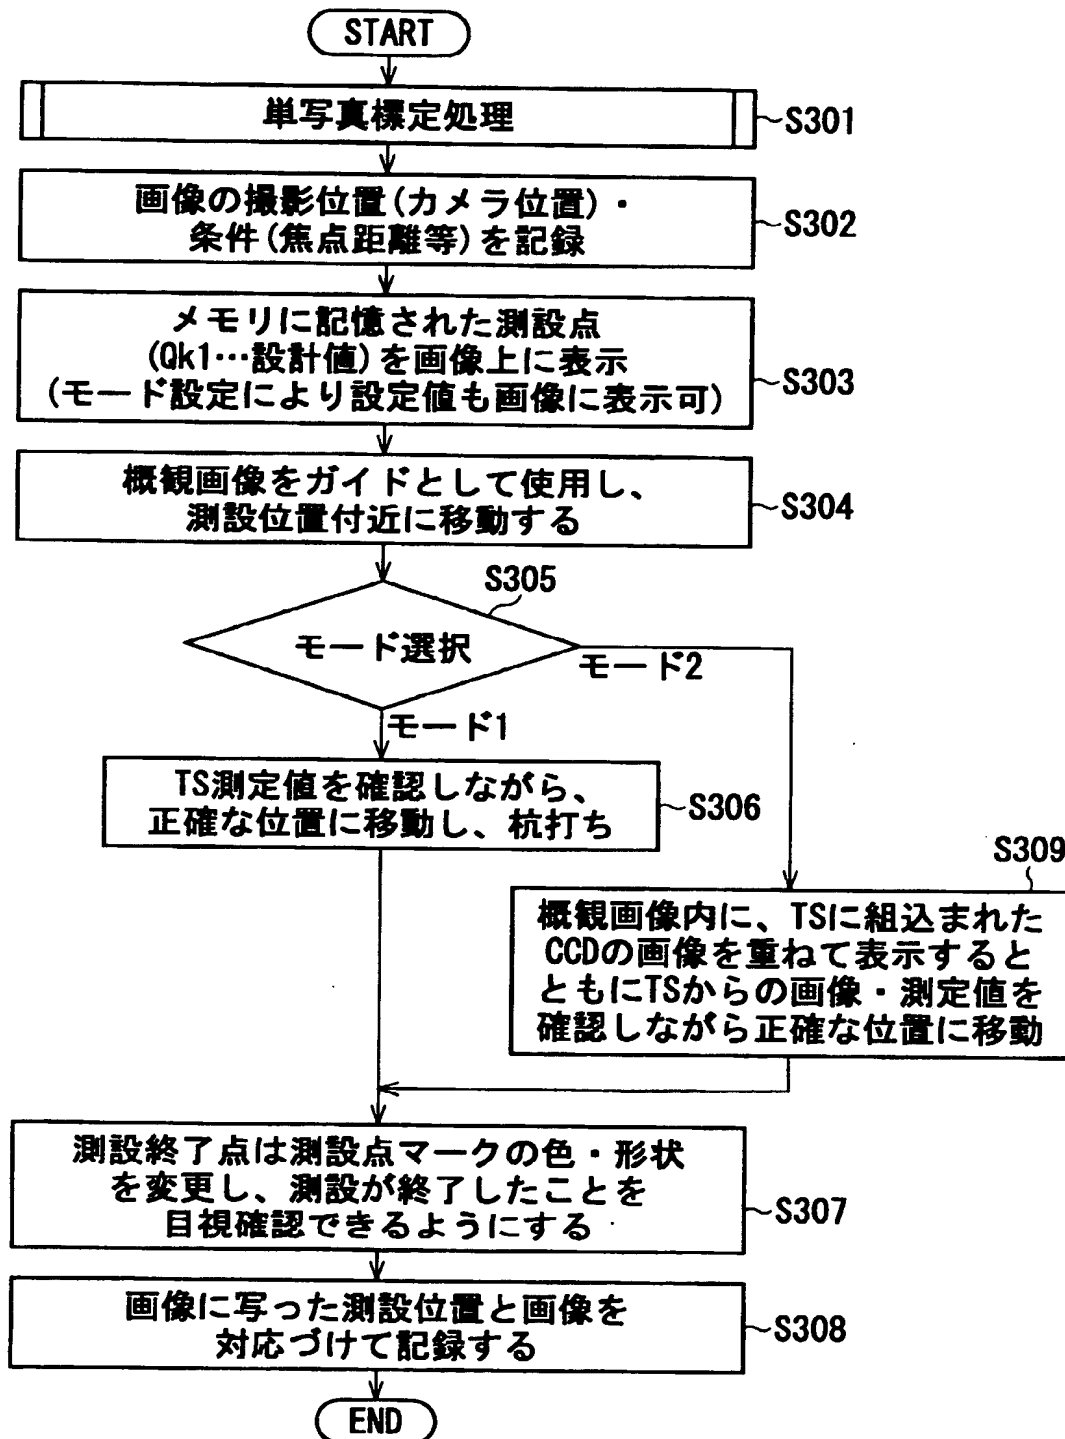 START
単写真標定処理
S301
画像の撮影位置(カメラ位置)・
条件(焦点距離等)を記録
S302
メモリに記憶された測設点
(Qk1…設計値)を画像上に表示
(モード設定により設定値も画像に表示可)
S303
概観画像をガイドとして使用し、
測設位置付近に移動する
S304
S305
モード選択
モード2
モード1
TS測定値を確認しながら、
正確な位置に移動し、杭打ち
S306
S309
概観画像内に、TSに組込まれた
CCDの画像を重ねて表示すると
ともにTSからの画像・測定値を
確認しながら正確な位置に移動
測設終了点は測設点マークの色・形状
を変更し、測設が終了したことを
目視確認できるようにする
S307
画像に写った測設位置と画像を
対応づけて記録する
S308
END